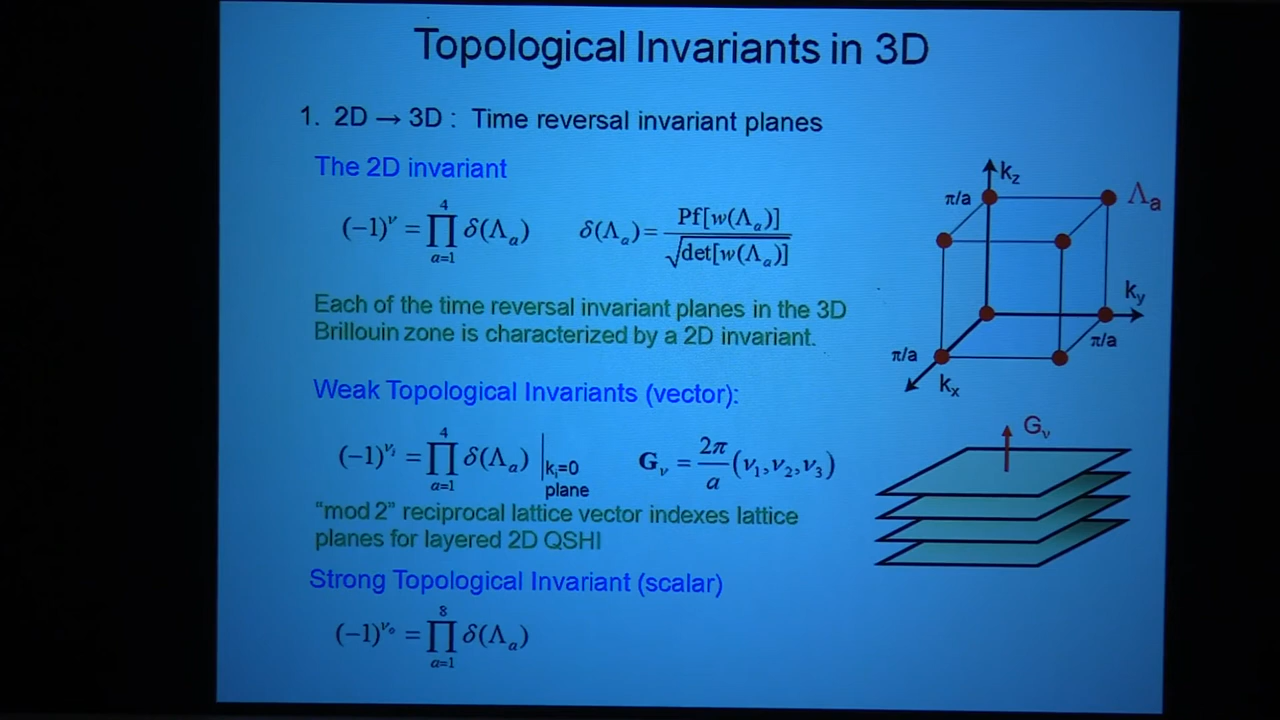 Topological Invariants in 3D
1. 2D → 3D : Time reversal invariant planes
The 2D invariant
(−1)^ν = ∏_{a=1}^{4} δ(Λ_a)    δ(Λ_a) = Pf[w(Λ_a)] / √det[w(Λ_a)]
Each of the time reversal invariant planes in the 3D
Brillouin zone is characterized by a 2D invariant.
Weak Topological Invariants (vector):
(−1)^{ν_i} = ∏_{a=1}^{4} δ(Λ_a) |_{k_i=0 plane}    G_ν = 2π/a (ν_1, ν_2, ν_3)
"mod 2" reciprocal lattice vector indexes lattice
planes for layered 2D QSHI
Strong Topological Invariant (scalar)
(−1)^{ν_o} = ∏_{a=1}^{8} δ(Λ_a)
k_z
π/a
Λ_a
k_y
π/a
π/a
k_x
G_ν